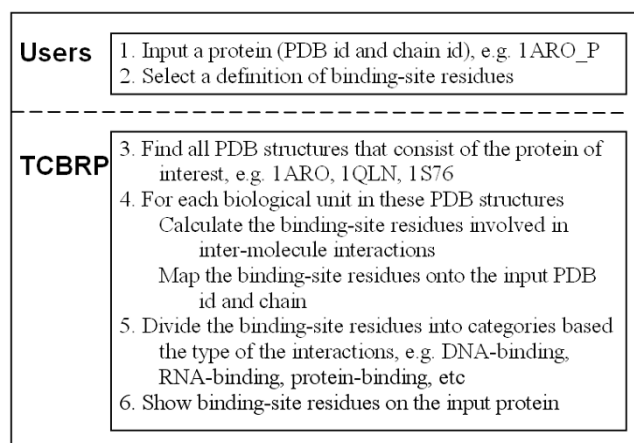 Users
1. Input a protein (PDB id and chain id), e.g. 1ARO_P
2. Select a definition of binding-site residues
TCBRP
3. Find all PDB structures that consist of the protein of
interest, e.g. 1ARO, 1QLN, 1S76
4. For each biological unit in these PDB structures
Calculate the binding-site residues involved in
inter-molecule interactions
Map the binding-site residues onto the input PDB
id and chain
5. Divide the binding-site residues into categories based
the type of the interactions, e.g. DNA-binding,
RNA-binding, protein-binding, etc
6. Show binding-site residues on the input protein